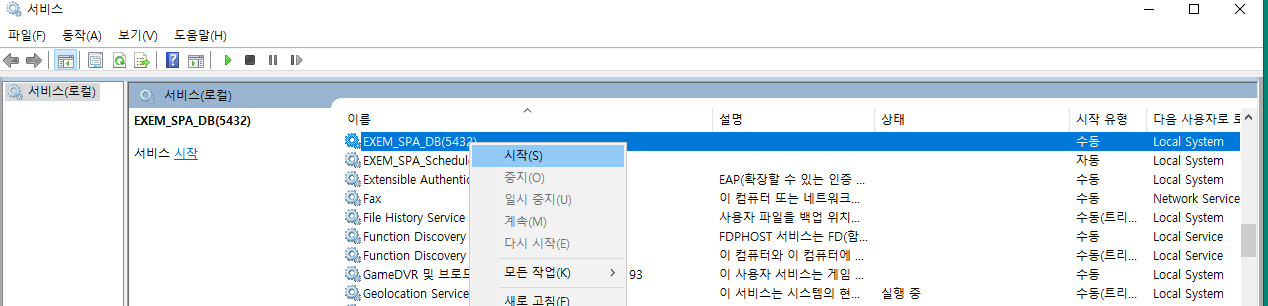 서비스
파일(F) 동작(A) 보기(V) 도움말(H)
서비스(로컬)
서비스(로컬)
EXEM_SPA_DB(5432)
서비스 시작
이름 설명 상태 시작 유형 다음 사용자로 로
EXEM_SPA_DB(5432) 수동 Local System
EXEM_SPA_Schedule 자동 Local System
Extensible Authentic EAP(확장할 수 있는 인증 ... 수동 Local System
Fax 이 컴퓨터 또는 네트워크... 수동 Network Service
File History Service 사용자 파일을 백업 위치... 수동(트리... Local System
Function Discovery FDPHOST 서비스는 FD(함... 수동 Local Service
Function Discovery 이 컴퓨터와 이 컴퓨터에 ... 수동 Local Service
GameDVR 및 브로드 93 이 사용자 서비스는 게임 ... 수동 Local System
Geolocation Service 이 서비스는 시스템의 현... 실행 중 수동(트리... Local System
시작(S)
중지(O)
일시 중지(U)
계속(M)
다시 시작(E)
모든 작업(K)
새로 고침(F)